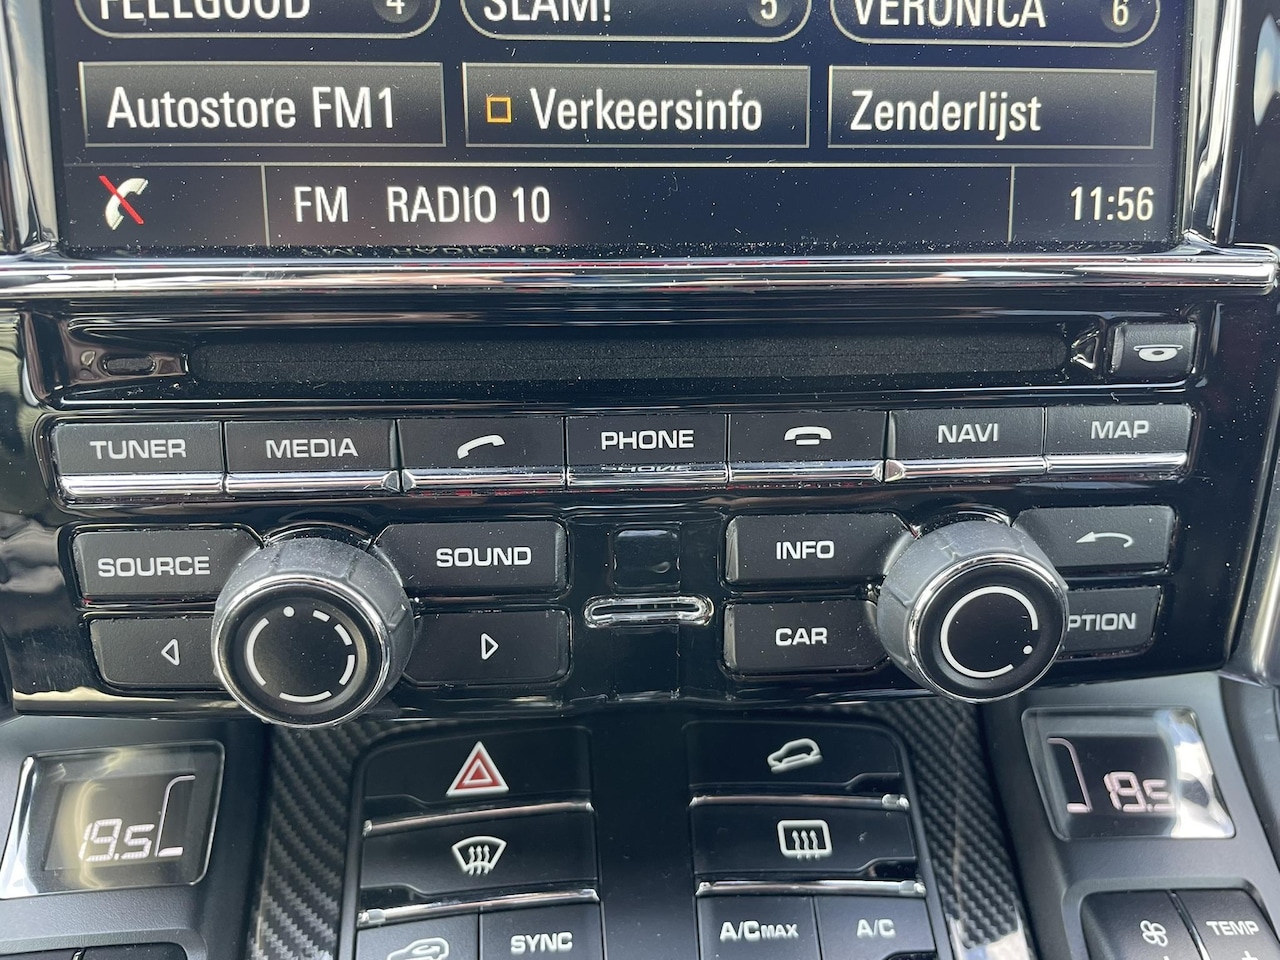 FEELGOOD 4 SLAM! 5 VERONICA 6
Autostore FM1 Verkeersinfo Zenderlijst
FM RADIO 10 11:56
TUNER MEDIA PHONE NAVI MAP
SOURCE SOUND INFO
CAR PTION
19.5 19.5
SYNC A/C MAX A/C TEMP